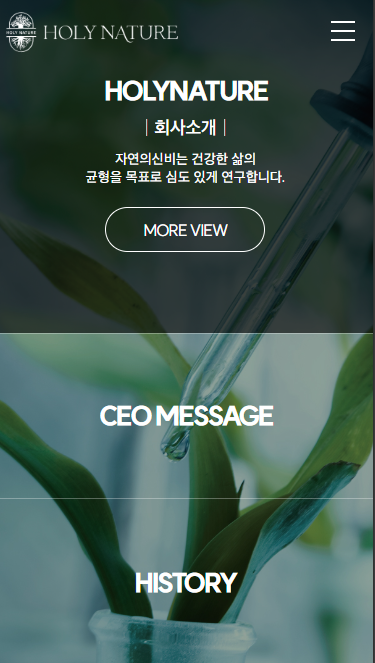 HOLY NATURE
HOLY NATURE
HOLYNATURE
| 회사소개 |
자연의신비는 건강한 삶의
균형을 목표로 심도 있게 연구합니다.
MORE VIEW
CEO MESSAGE
HISTORY